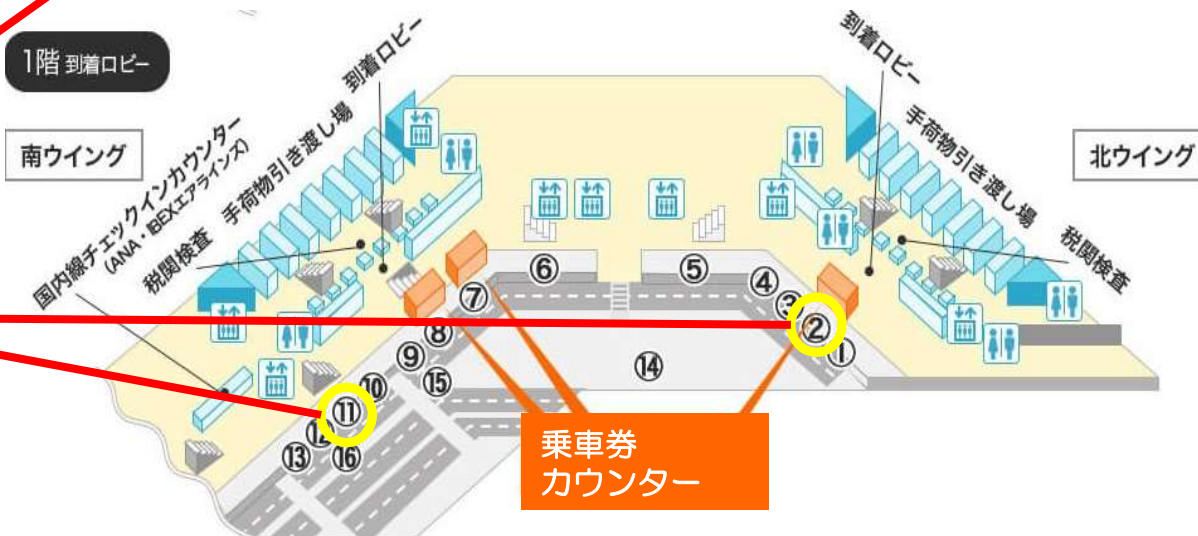 1階 到着ロビー
南ウイング
国内線チェックインカウンター
(ANA・IBEXエアラインズ)
税関検査
手荷物引き渡し場
到着ロビー
到着ロビー
手荷物引き渡し場
税関検査
北ウイング
⑥
⑤
④
③
②
①
⑦
⑧
⑨
⑩
⑪
⑫
⑬
⑭
⑮
⑯
乗車券
カウンター